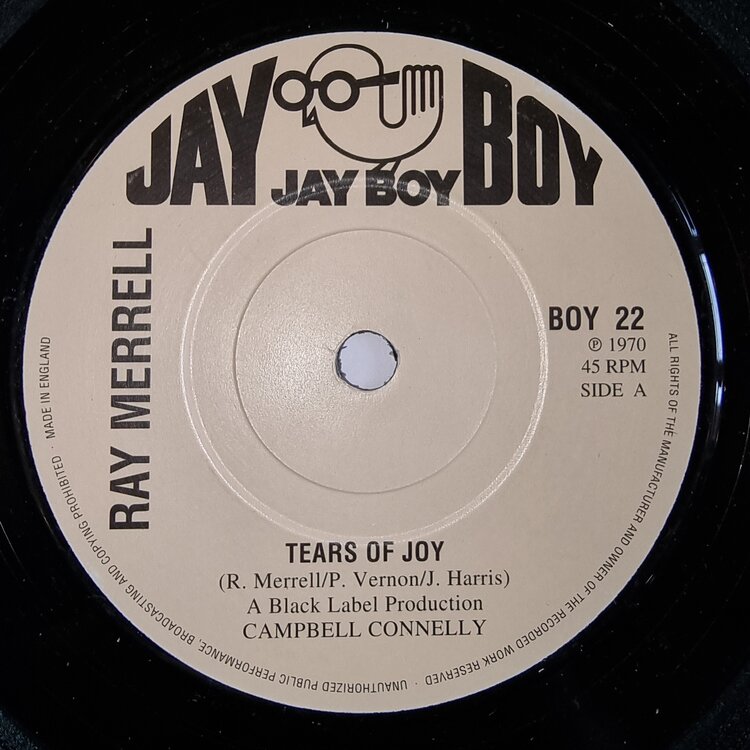 JAY BOY
JAY BOY
RAY MERRELL
BOY 22
℗ 1970
45 RPM
SIDE A
TEARS OF JOY
(R. Merrell/P. Vernon/J. Harris)
A Black Label Production
CAMPBELL CONNELLY
ALL RIGHTS OF THE MANUFACTURER AND OWNER OF THE RECORDED WORK RESERVED · UNAUTHORIZED PUBLIC PERFORMANCE, BROADCASTING AND COPYING PROHIBITED · MADE IN ENGLAND